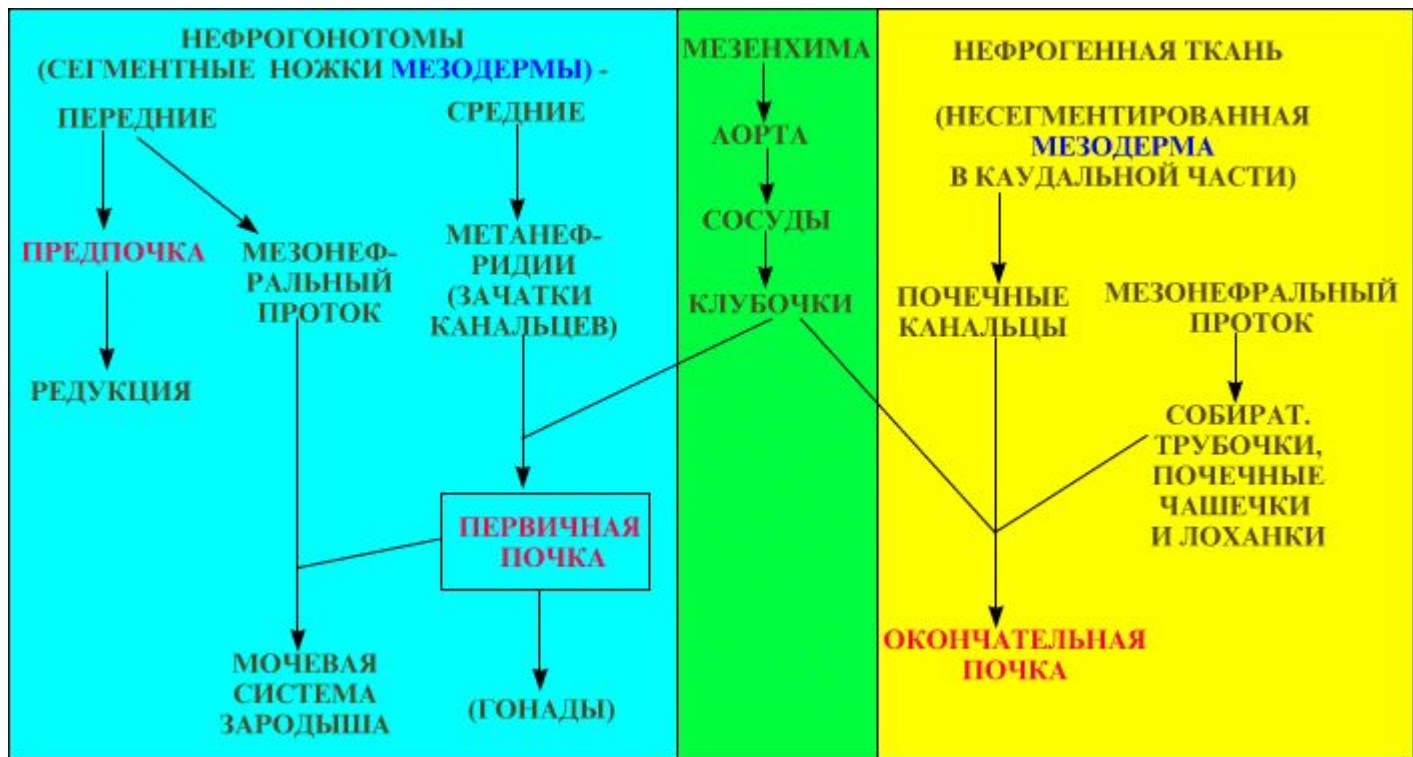 НЕФРОГОНОТОМЫ
(СЕГМЕНТНЫЕ НОЖКИ МЕЗОДЕРМЫ) -
ПЕРЕДНИЕ
СРЕДНИЕ
ПРЕДПОЧКА
МЕЗОНЕФ-
РАЛЬНЫЙ
ПРОТОК
МЕТАНЕФ-
РИДИИ
(ЗАЧАТКИ
КАНАЛЬЦЕВ)
РЕДУКЦИЯ
ПЕРВИЧНАЯ
ПОЧКА
МОЧЕВАЯ
СИСТЕМА
ЗАРОДЫША
(ГОНАДЫ)
МЕЗЕНХИМА
АОРТА
СОСУДЫ
КЛУБОЧКИ
НЕФРОГЕННАЯ ТКАНЬ
(НЕСЕГМЕНТИРОВАННАЯ
МЕЗОДЕРМА
В КАУДАЛЬНОЙ ЧАСТИ)
ПОЧЕЧНЫЕ
КАНАЛЬЦЫ
МЕЗОНЕФРАЛЬНЫЙ
ПРОТОК
СОБИРАТ.
ТРУБОЧКИ,
ПОЧЕЧНЫЕ
ЧАШЕЧКИ
И ЛОХАНКИ
ОКОНЧАТЕЛЬНАЯ
ПОЧКА